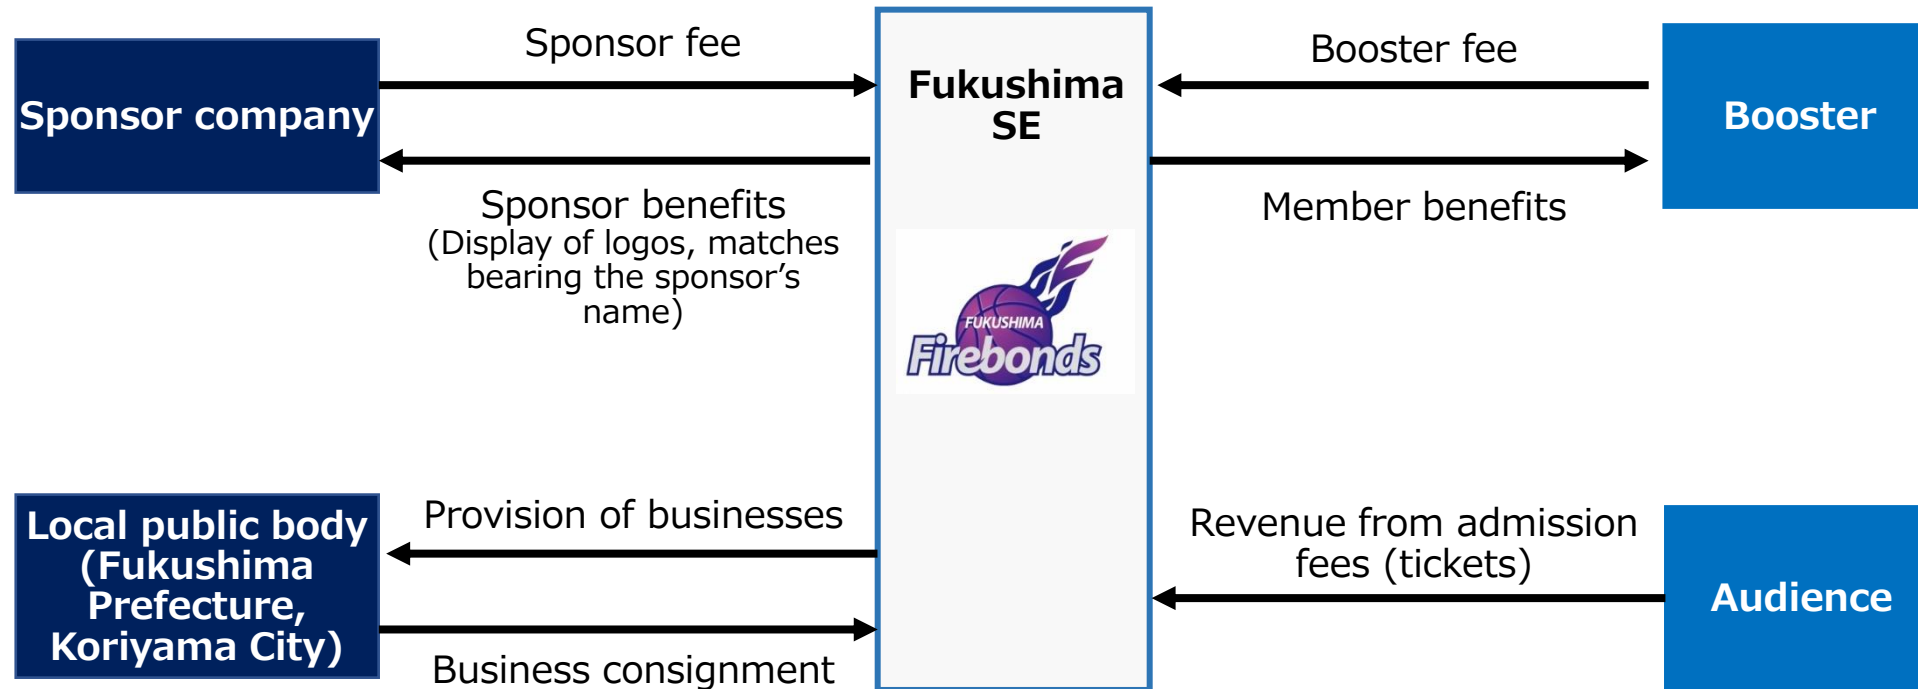 Sponsor fee
Sponsor company
Sponsor benefits
(Display of logos, matches
bearing the sponsor’s
name)
Fukushima
SE
FUKUSHIMA
Firebonds
Booster fee
Booster
Member benefits
Provision of businesses
Local public body
(Fukushima
Prefecture,
Koriyama City)
Business consignment
Revenue from admission
fees (tickets)
Audience